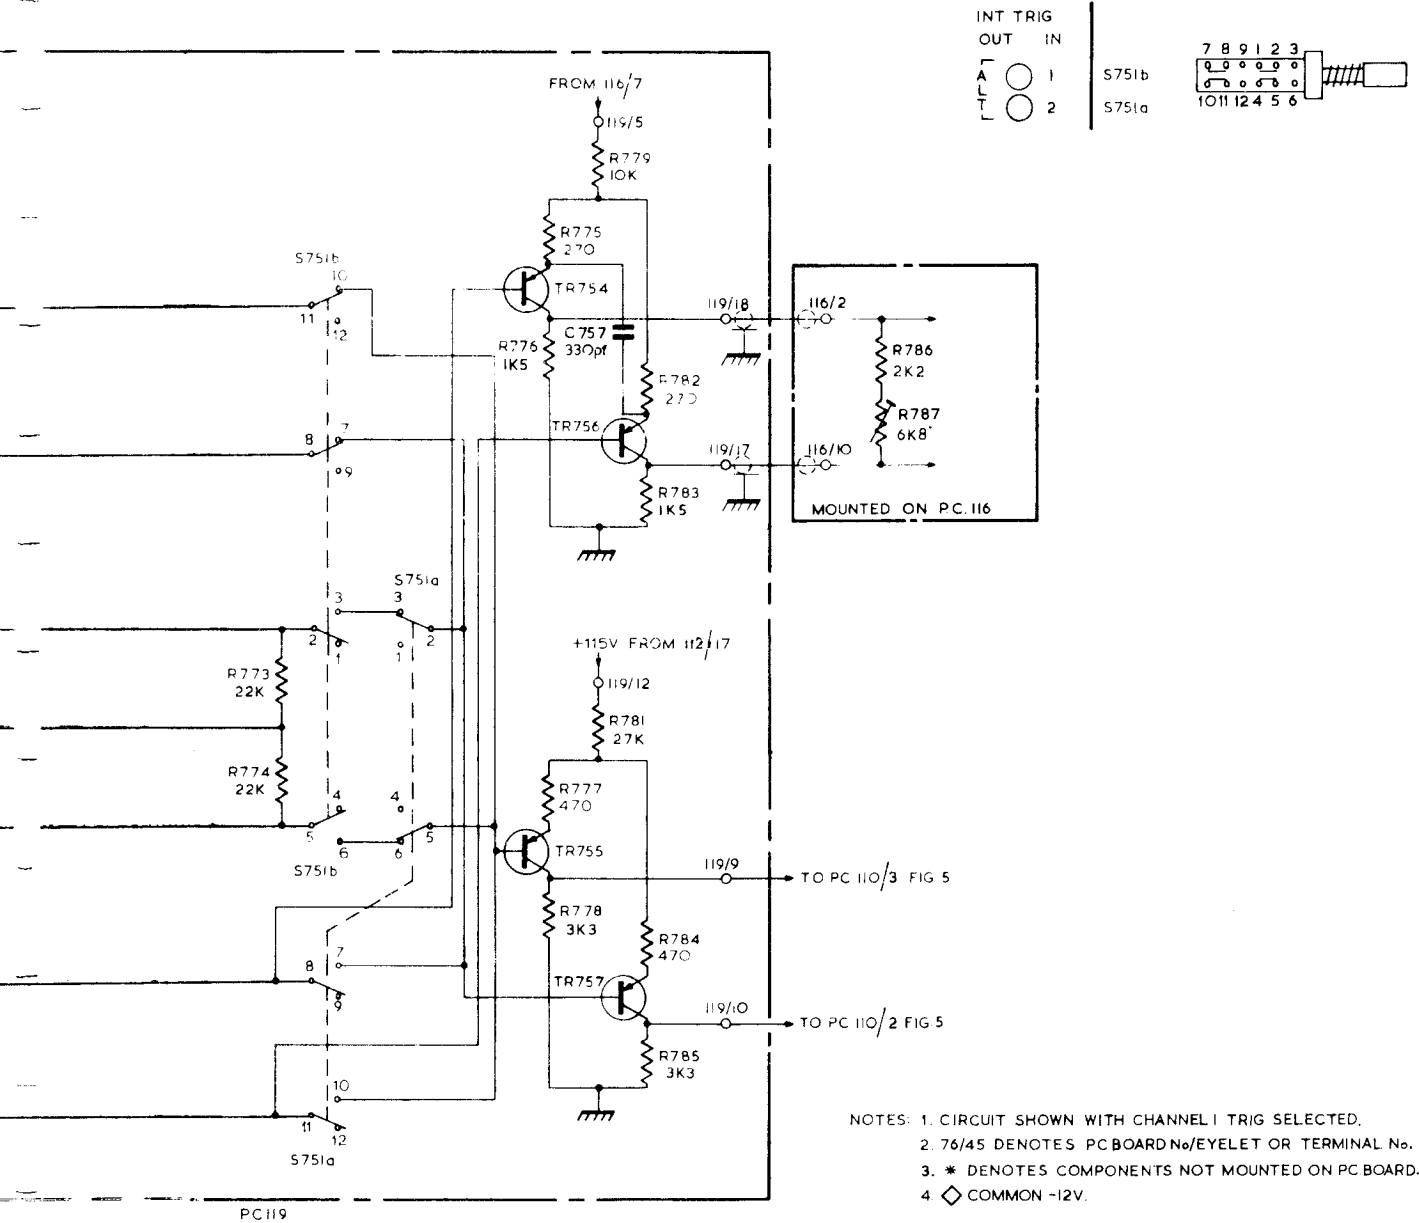 INT TRIG
OUT IN
ALT
1
2
S751b
S751a
7 8 9 1 2 3
10 11 12 4 5 6
FROM 116/7
119/5
R779
10K
R775
270
S751b
10
11
12
TR754
119/18
116/2
C757
330pf
R776
1K5
R786
2K2
R782
270
R787
6K8
8
7
9
TR756
119/17
116/10
R783
1K5
MOUNTED ON P.C. 116
S751a
3
3
2
1
1
2
+115V FROM 112/17
119/12
R773
22K
R781
27K
R774
22K
R777
470
4
4
5
6
6
5
S751b
TR755
119/9
TO PC 110/3 FIG 5
R778
3K3
R784
470
8
7
9
TR757
119/10
TO PC 110/2 FIG.5
R785
3K3
10
11
12
S751a
NOTES: 1. CIRCUIT SHOWN WITH CHANNEL 1 TRIG SELECTED.
2. 76/45 DENOTES PC BOARD No/EYELET OR TERMINAL No.
3. * DENOTES COMPONENTS NOT MOUNTED ON PC BOARD.
4 ◇ COMMON -12V.
PC119